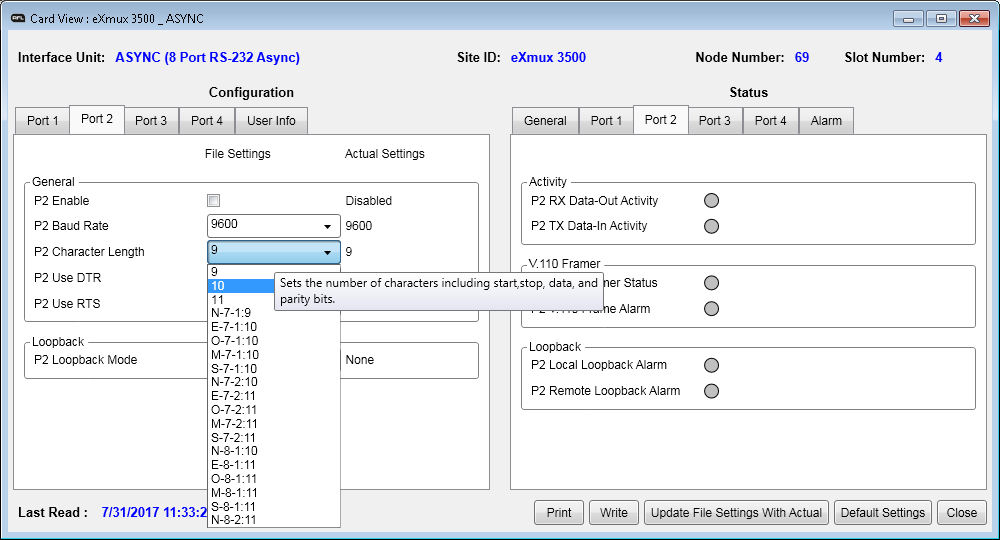 AFL Card View : eXmux 3500 _ ASYNC
Interface Unit: ASYNC (8 Port RS-232 Async) Site ID: eXmux 3500 Node Number: 69 Slot Number: 4
Configuration
Status
Port 1 Port 2 Port 3 Port 4 User Info
General Port 1 Port 2 Port 3 Port 4 Alarm
File Settings Actual Settings
General
P2 Enable Disabled
P2 Baud Rate 9600 9600
P2 Character Length 9 9
P2 Use DTR
P2 Use RTS
9
10
11
N-7-1:9
E-7-1:10
O-7-1:10
M-7-1:10
S-7-1:10
N-7-2:10
E-7-2:11
O-7-2:11
M-7-2:11
S-7-2:11
N-8-1:10
E-8-1:11
O-8-1:11
M-8-1:11
S-8-1:11
N-8-2:11
Sets the number of characters including start,stop, data, and
parity bits.
Loopback
P2 Loopback Mode None
Activity
P2 RX Data-Out Activity
P2 TX Data-In Activity
V.110 Framer
mer Status
Frame Alarm
Loopback
P2 Local Loopback Alarm
P2 Remote Loopback Alarm
Last Read : 7/31/2017 11:33:2
Print Write Update File Settings With Actual Default Settings Close